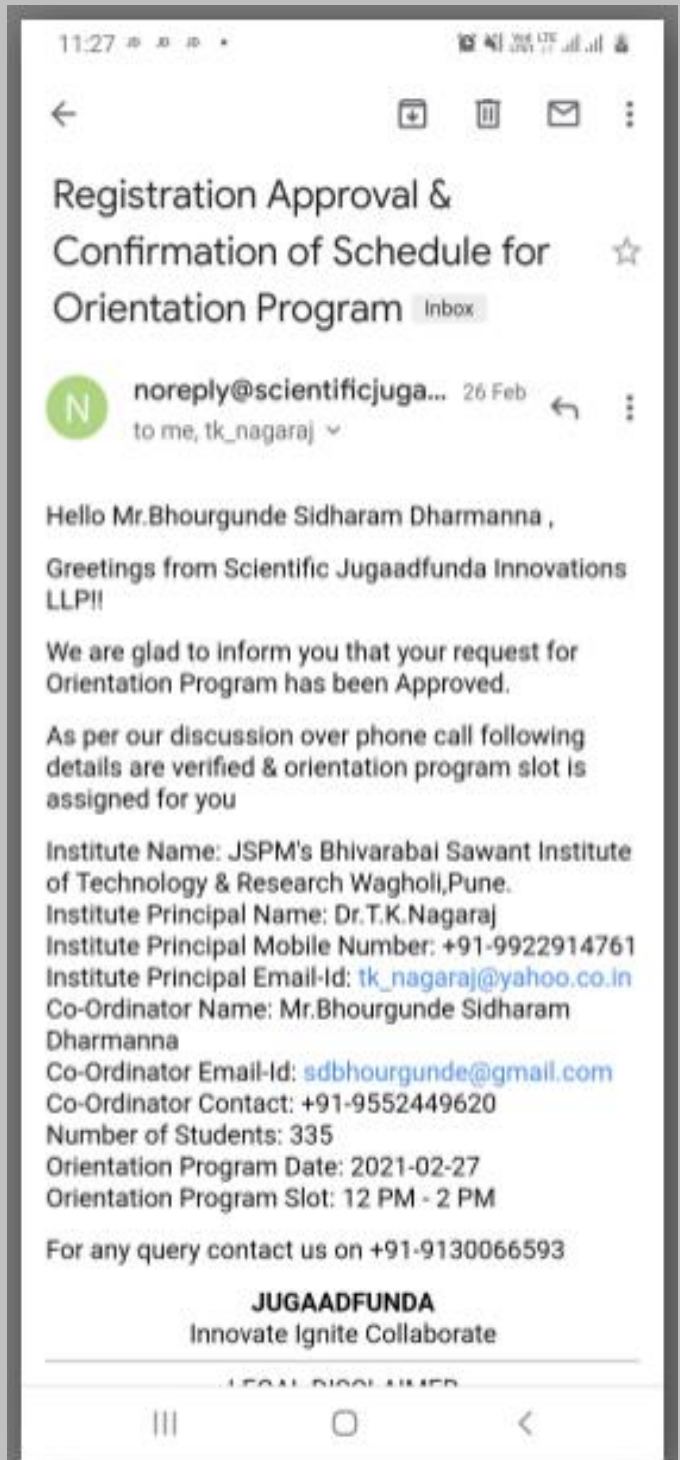 11:27
Registration Approval &
Confirmation of Schedule for
Orientation Program Inbox
N
noreply@scientificjuga... 26 Feb
to me, tk_nagaraj
Hello Mr.Bhourgunde Sidharam Dharmanna ,
Greetings from Scientific Jugaadfunda Innovations
LLP!!
We are glad to inform you that your request for
Orientation Program has been Approved.
As per our discussion over phone call following
details are verified & orientation program slot is
assigned for you
Institute Name: JSPM's Bhivarabai Sawant Institute
of Technology & Research Wagholi,Pune.
Institute Principal Name: Dr.T.K.Nagaraj
Institute Principal Mobile Number: +91-9922914761
Institute Principal Email-Id: tk_nagaraj@yahoo.co.in
Co-Ordinator Name: Mr.Bhourgunde Sidharam
Dharmanna
Co-Ordinator Email-Id: sdbhourgunde@gmail.com
Co-Ordinator Contact: +91-9552449620
Number of Students: 335
Orientation Program Date: 2021-02-27
Orientation Program Slot: 12 PM - 2 PM
For any query contact us on +91-9130066593
JUGAADFUNDA
Innovate Ignite Collaborate
LEGAL DISCLAIMER